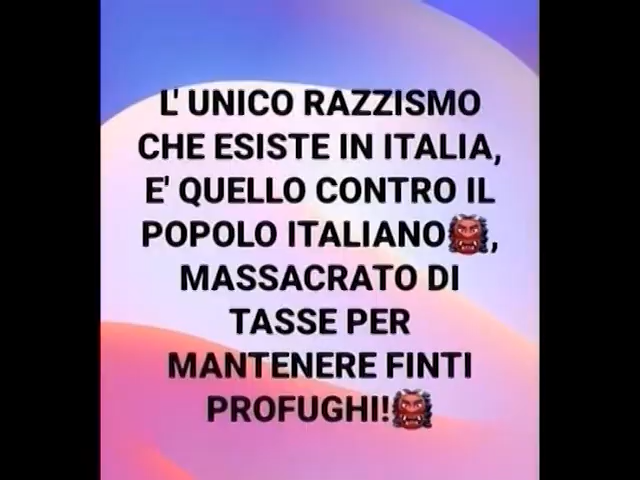 L' UNICO RAZZISMO
CHE ESISTE IN ITALIA,
E' QUELLO CONTRO IL
POPOLO ITALIANO👹,
MASSACRATO DI
TASSE PER
MANTENERE FINTI
PROFUGHI!👹